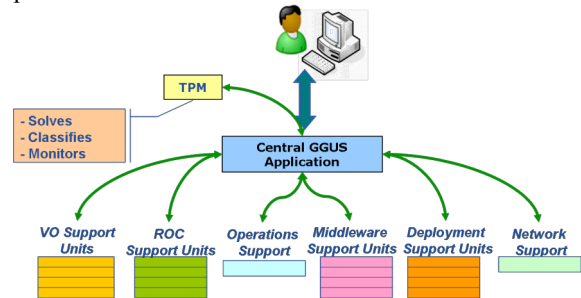 TPM
- Solves
- Classifies
- Monitors
Central GGUS
Application
VO Support
Units
ROC
Support Units
Operations
Support
Middleware
Support Units
Deployment
Support Units
Network
Support